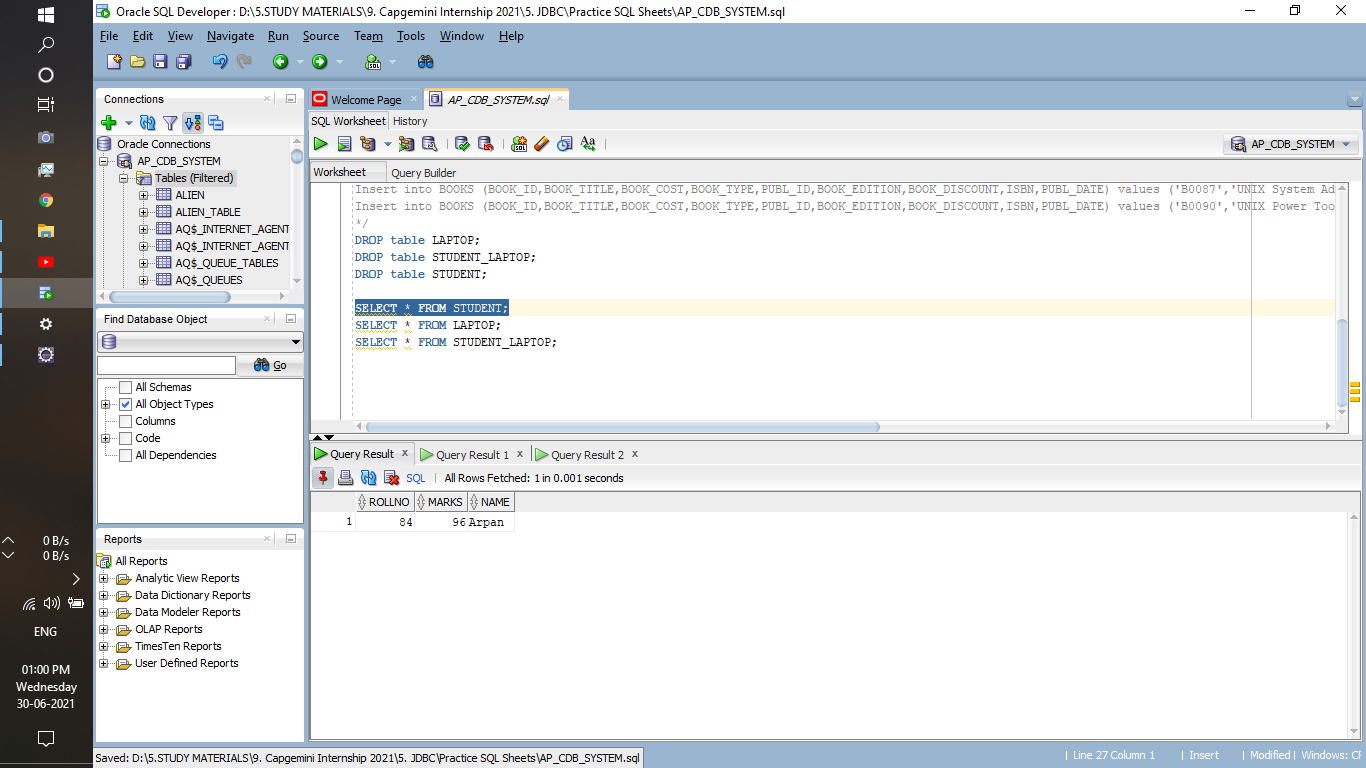 Oracle SQL Developer : D:\5.STUDY MATERIALS\9. Capgemini Internship 2021\5. JDBC\Practice SQL Sheets\AP_CDB_SYSTEM.sql
File Edit View Navigate Run Source Team Tools Window Help
Connections
Oracle Connections
AP_CDB_SYSTEM
Tables (Filtered)
ALIEN
ALIEN_TABLE
AQ$_INTERNET_AGENT
AQ$_INTERNET_AGENT
AQ$_QUEUE_TABLES
AQ$_QUEUES
Find Database Object
Go
All Schemas
All Object Types
Columns
Code
All Dependencies
Reports
All Reports
Analytic View Reports
Data Dictionary Reports
Data Modeler Reports
OLAP Reports
TimesTen Reports
User Defined Reports
Welcome Page
AP_CDB_SYSTEM.sql
SQL Worksheet History
AP_CDB_SYSTEM
Worksheet Query Builder
Insert into BOOKS (BOOK_ID,BOOK_TITLE,BOOK_COST,BOOK_TYPE,PUBL_ID,BOOK_EDITION,BOOK_DISCOUNT,ISBN,PUBL_DATE) values ('B0087','UNIX System Ad
Insert into BOOKS (BOOK_ID,BOOK_TITLE,BOOK_COST,BOOK_TYPE,PUBL_ID,BOOK_EDITION,BOOK_DISCOUNT,ISBN,PUBL_DATE) values ('B0090','UNIX Power Too
*/
DROP table LAPTOP;
DROP table STUDENT_LAPTOP;
DROP table STUDENT;
SELECT * FROM STUDENT;
SELECT * FROM LAPTOP;
SELECT * FROM STUDENT_LAPTOP;
Query Result Query Result 1 Query Result 2
SQL | All Rows Fetched: 1 in 0.001 seconds
ROLLNO MARKS NAME
1 84 96 Arpan
0 B/s
0 B/s
ENG
01:00 PM
Wednesday
30-06-2021
Saved: D:\5.STUDY MATERIALS\9. Capgemini Internship 2021\5. JDBC\Practice SQL Sheets\AP_CDB_SYSTEM.sql
| Line 27 Column 1 | Insert | Modified | Windows: CF